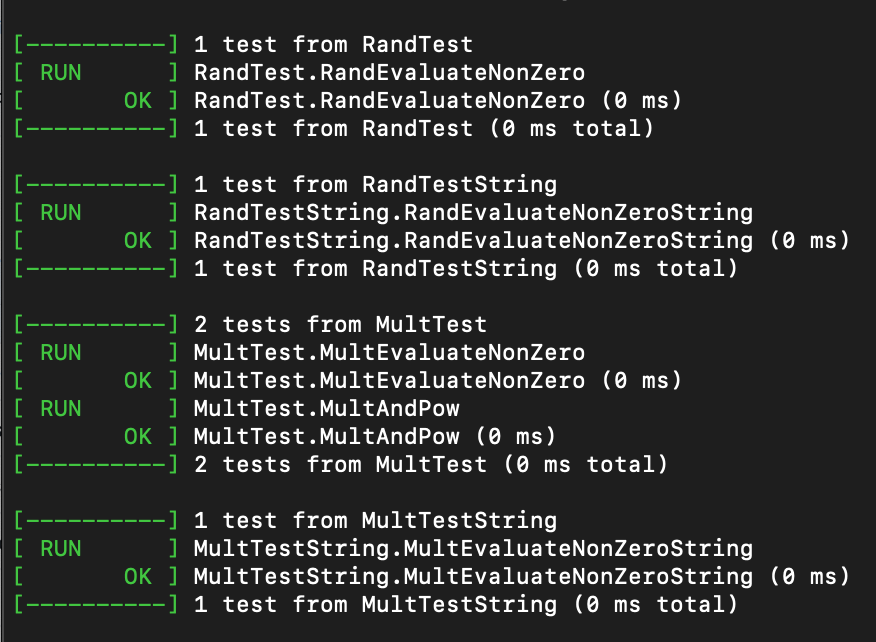 [----------] 1 test from RandTest
[ RUN      ] RandTest.RandEvaluateNonZero
[       OK ] RandTest.RandEvaluateNonZero (0 ms)
[----------] 1 test from RandTest (0 ms total)
[----------] 1 test from RandTestString
[ RUN      ] RandTestString.RandEvaluateNonZeroString
[       OK ] RandTestString.RandEvaluateNonZeroString (0 ms)
[----------] 1 test from RandTestString (0 ms total)
[----------] 2 tests from MultTest
[ RUN      ] MultTest.MultEvaluateNonZero
[       OK ] MultTest.MultEvaluateNonZero (0 ms)
[ RUN      ] MultTest.MultAndPow
[       OK ] MultTest.MultAndPow (0 ms)
[----------] 2 tests from MultTest (0 ms total)
[----------] 1 test from MultTestString
[ RUN      ] MultTestString.MultEvaluateNonZeroString
[       OK ] MultTestString.MultEvaluateNonZeroString (0 ms)
[----------] 1 test from MultTestString (0 ms total)